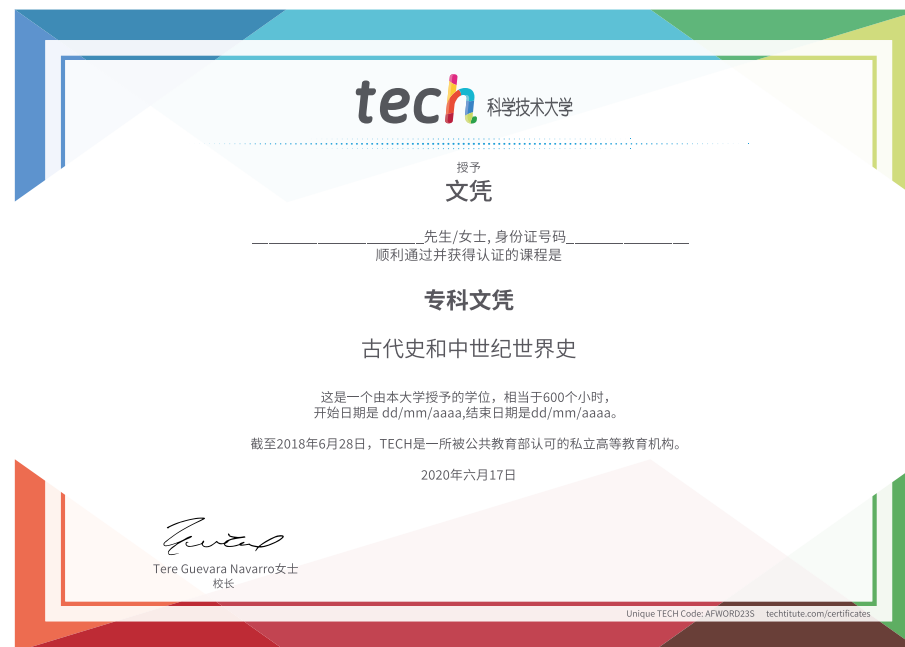 tech 科学技术大学
授予
文凭
________________________先生/女士, 身份证号码_________________
顺利通过并获得认证的课程是
专科文凭
古代史和中世纪世界史
这是一个由本大学授予的学位，相当于600个小时，
开始日期是 dd/mm/aaaa,结束日期是dd/mm/aaaa。
截至2018年6月28日，TECH是一所被公共教育部认可的私立高等教育机构。
2020年六月17日
Tere Guevara Navarro女士
校长
Unique TECH Code: AFWORD23S techtitute.com/certificates